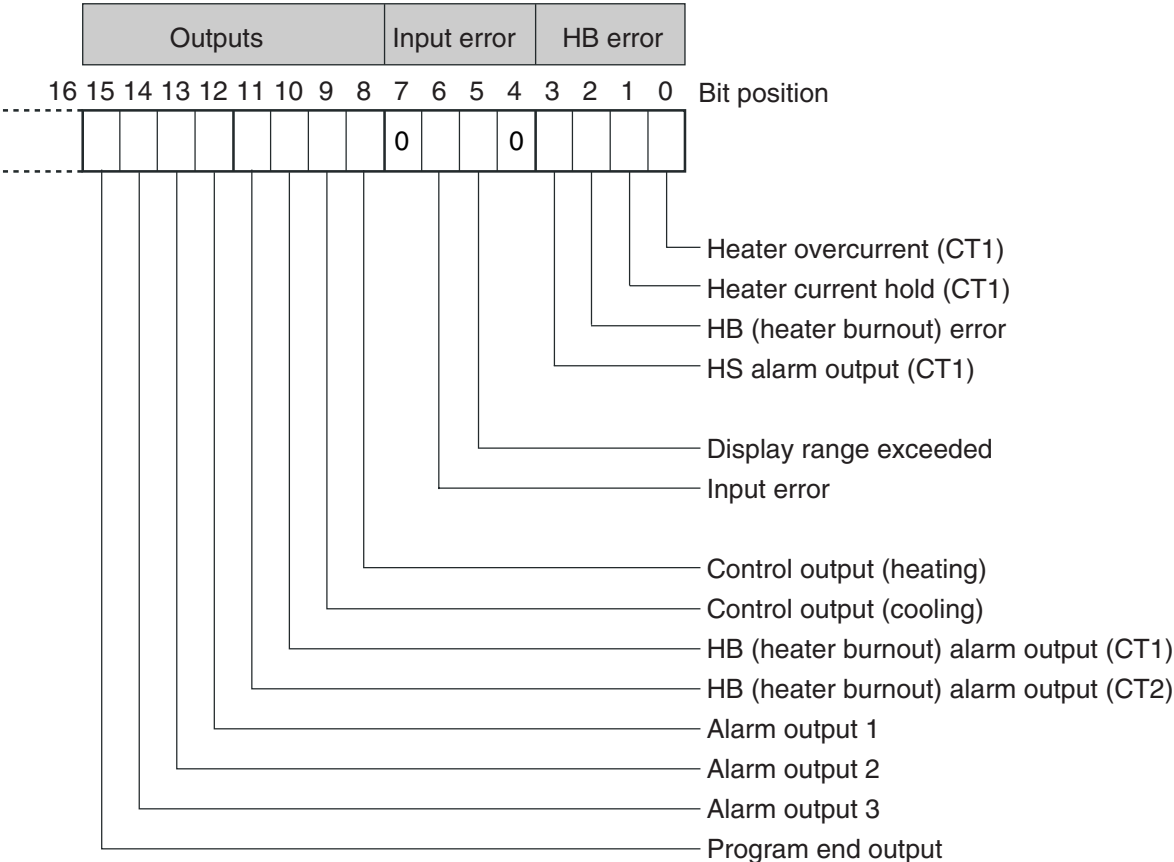 Outputs Input error HB error
16 15 14 13 12 11 10 9 8 7 6 5 4 3 2 1 0 Bit position
0 0
Heater overcurrent (CT1)
Heater current hold (CT1)
HB (heater burnout) error
HS alarm output (CT1)
Display range exceeded
Input error
Control output (heating)
Control output (cooling)
HB (heater burnout) alarm output (CT1)
HB (heater burnout) alarm output (CT2)
Alarm output 1
Alarm output 2
Alarm output 3
Program end output